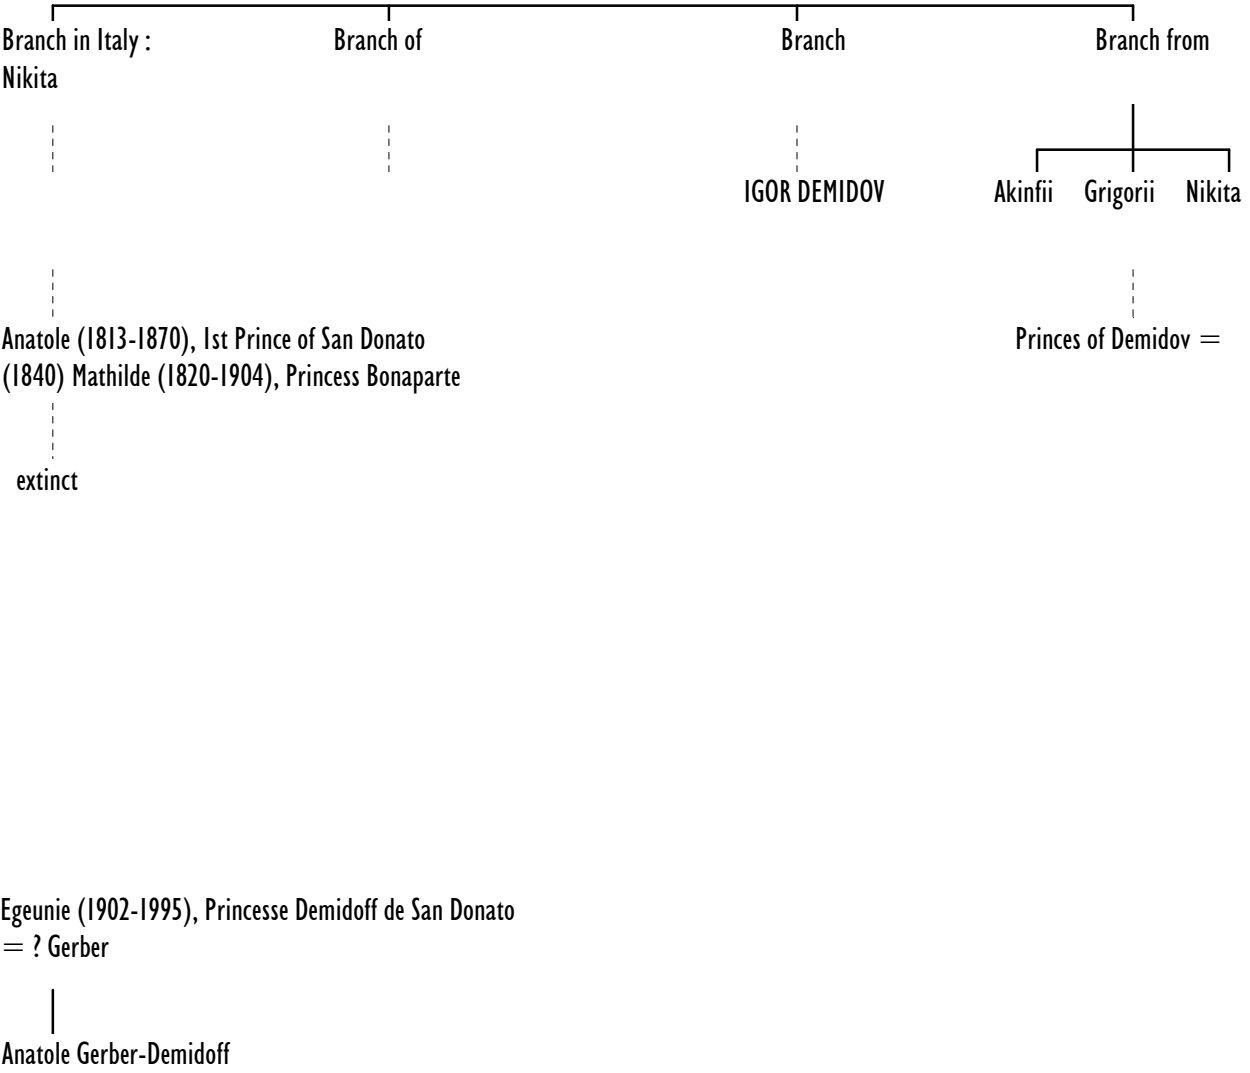 Branch in Italy :
Nikita
Branch of
Branch
Branch from
IGOR DEMIDOV
Akinfii
Grigorii
Nikita
Anatole (1813-1870), 1st Prince of San Donato
(1840) Mathilde (1820-1904), Princess Bonaparte
Princes of Demidov =
extinct
Egeunie (1902-1995), Princesse Demidoff de San Donato
= ? Gerber
Anatole Gerber-Demidoff